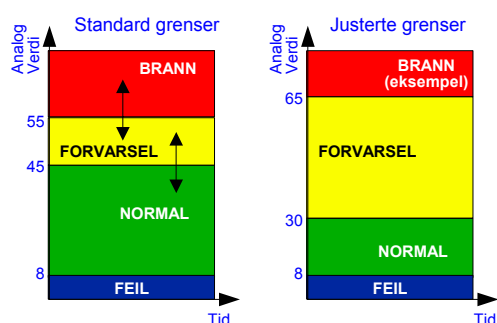 Standard grenser
Analog
Verdi
BRANN
55
FORVARSEL
45
NORMAL
8
FEIL
Tid
Justerte grenser
Analog
Verdi
BRANN
(eksempel)
65
FORVARSEL
30
NORMAL
8
FEIL
Tid